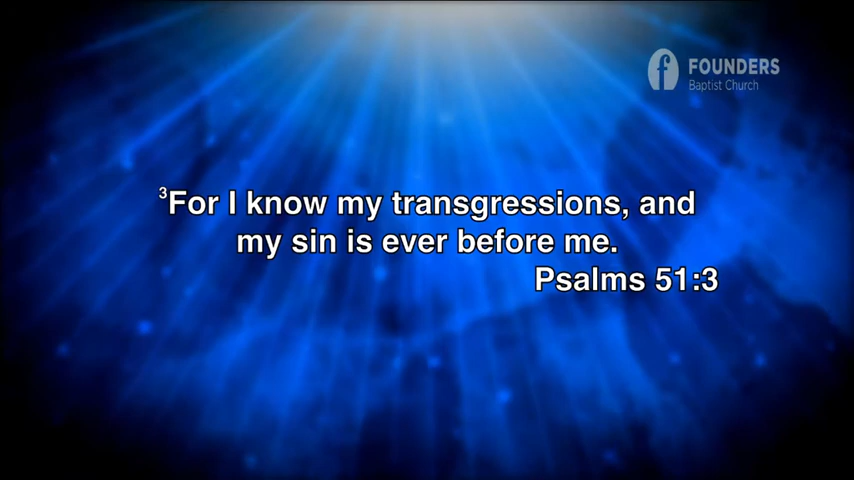 f FOUNDERS
Baptist Church
³For I know my transgressions, and
my sin is ever before me.
Psalms 51:3